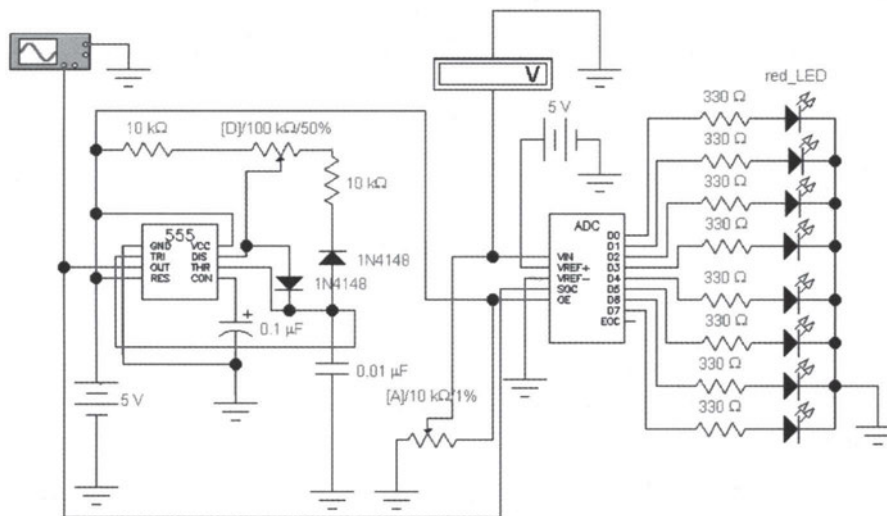 red_LED
V
330 Ω
5 V
10 kΩ
[D]/100 kΩ/50%
330 Ω
10 kΩ
330 Ω
ADC
330 Ω
555
GND
VCC
TRI
DIS
OUT
THR
RES
CON
1N4148
1N4148
VIN
VREF+
VREF-
SOC
OE
D0
D1
D2
D3
D4
D5
D6
D7
EOC
330 Ω
0.1 µF
330 Ω
0.01 µF
330 Ω
5 V
[A]/10 kΩ/1%
330 Ω